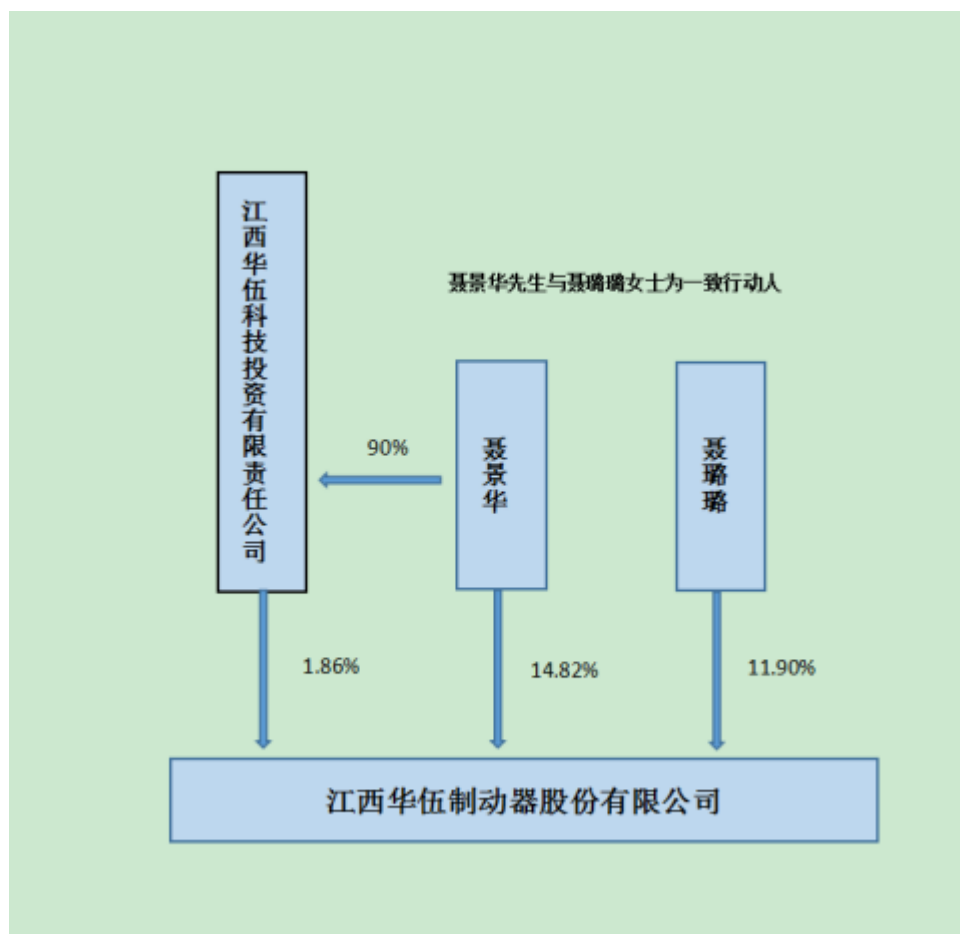 江西华伍科技投资有限责任公司
聂景华先生与聂璐璐女士为一致行动人
90%
聂景华
聂璐璐
1.86%
14.82%
11.90%
江西华伍制动器股份有限公司